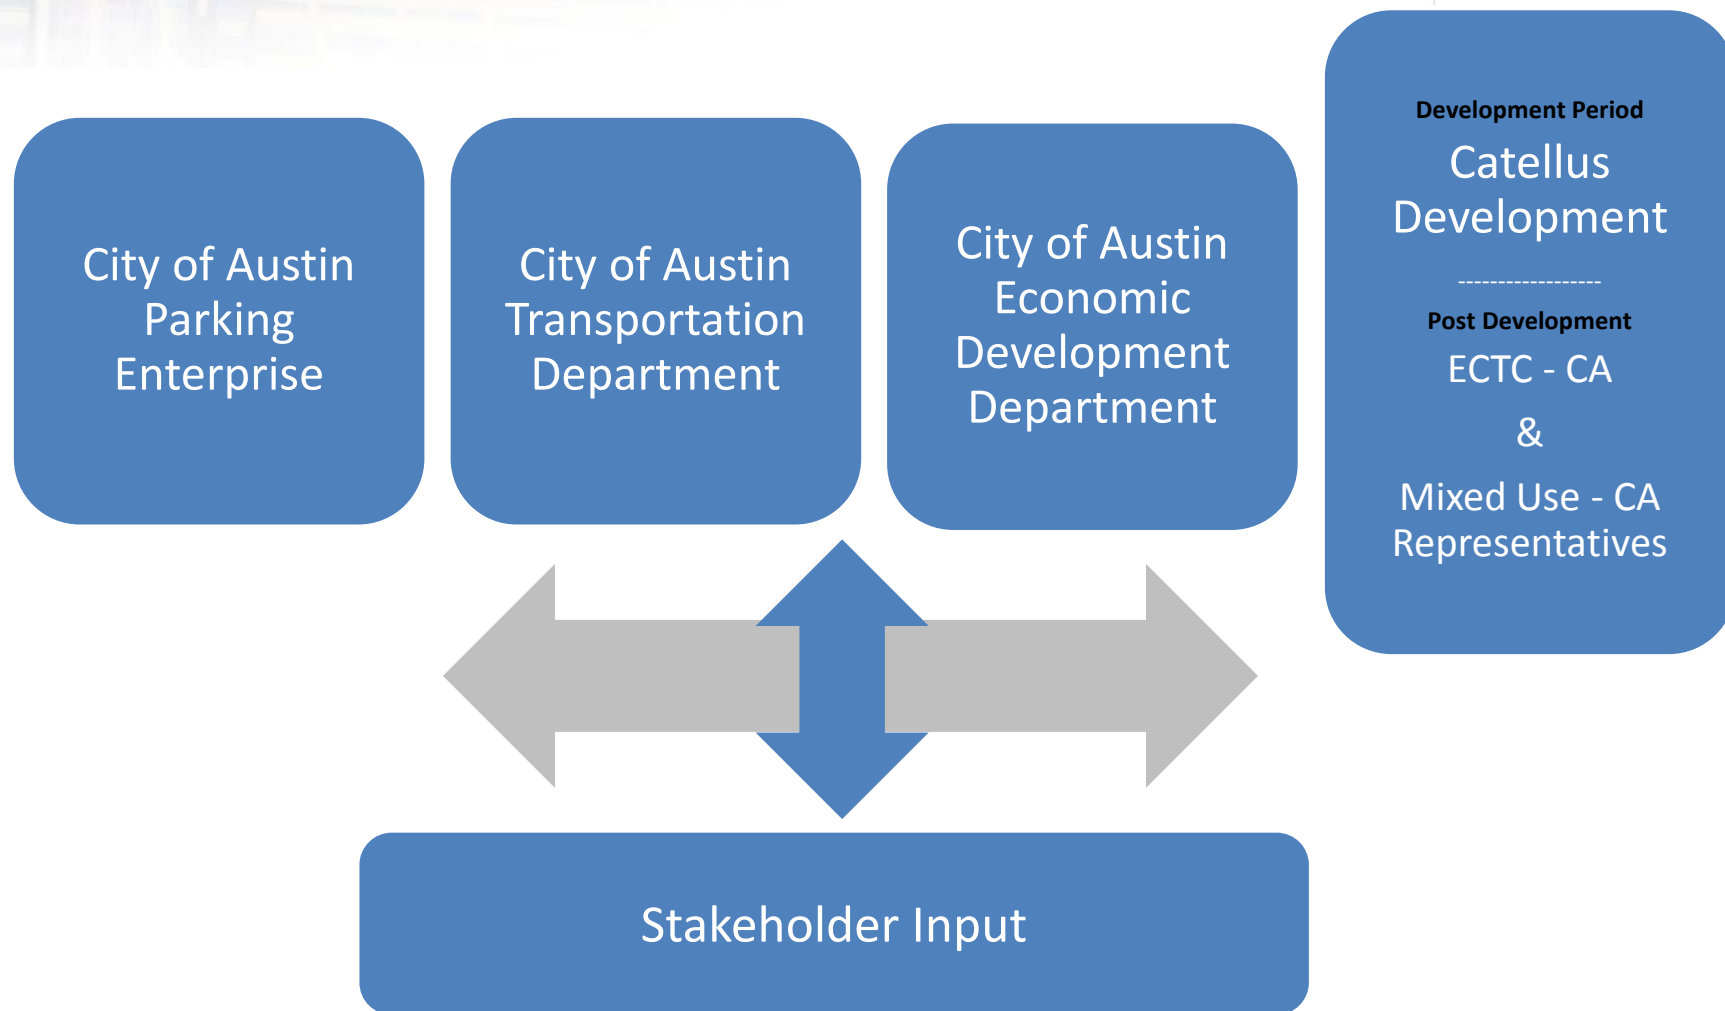 City of Austin
Parking
Enterprise
City of Austin
Transportation
Department
City of Austin
Economic
Development
Department
Development Period
Catellus
Development
------------------
Post Development
ECTC - CA
&
Mixed Use - CA
Representatives
Stakeholder Input